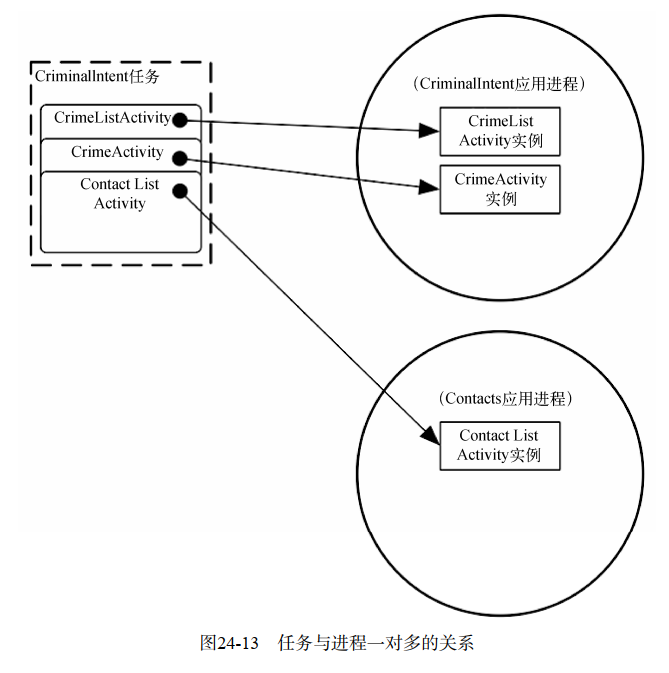 CriminalIntent任务
CrimeListActivity
CrimeActivity
Contact List
Activity
（CriminalIntent应用进程）
CrimeList
Activity实例
CrimeActivity
实例
（Contacts应用进程）
Contact List
Activity实例
图24-13 任务与进程一对多的关系